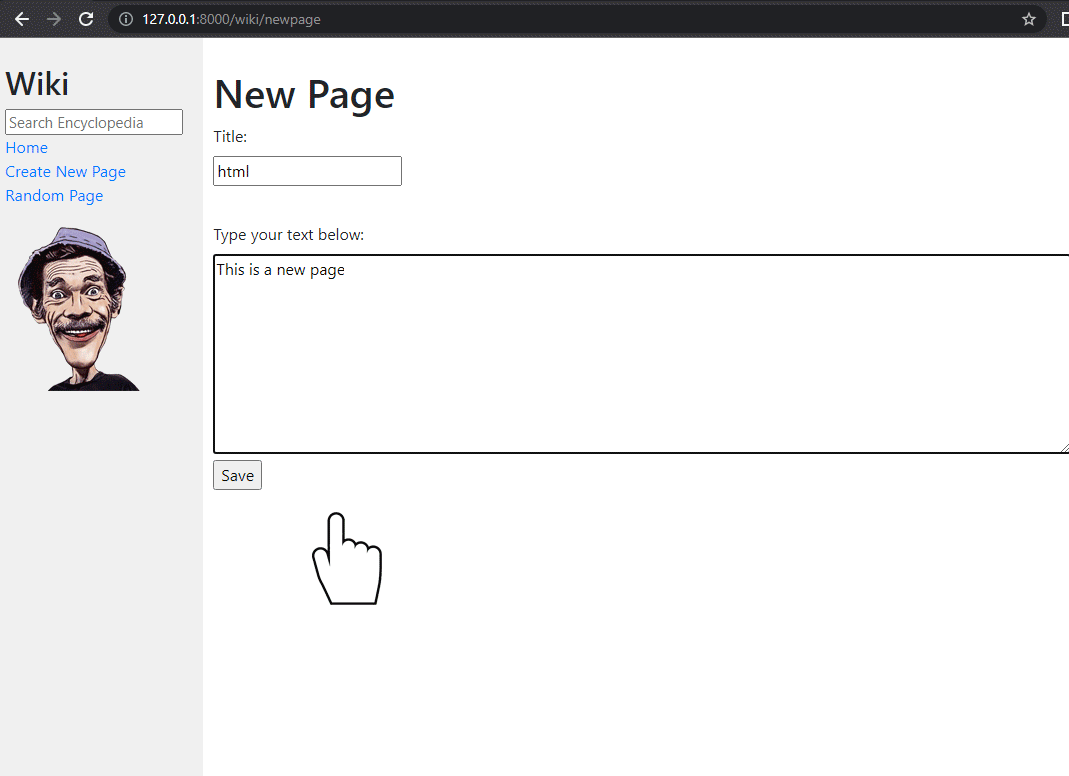 127.0.0.1:8000/wiki/newpage
Wiki
Search Encyclopedia
Home
Create New Page
Random Page
New Page
Title:
html
Type your text below:
This is a new page
Save